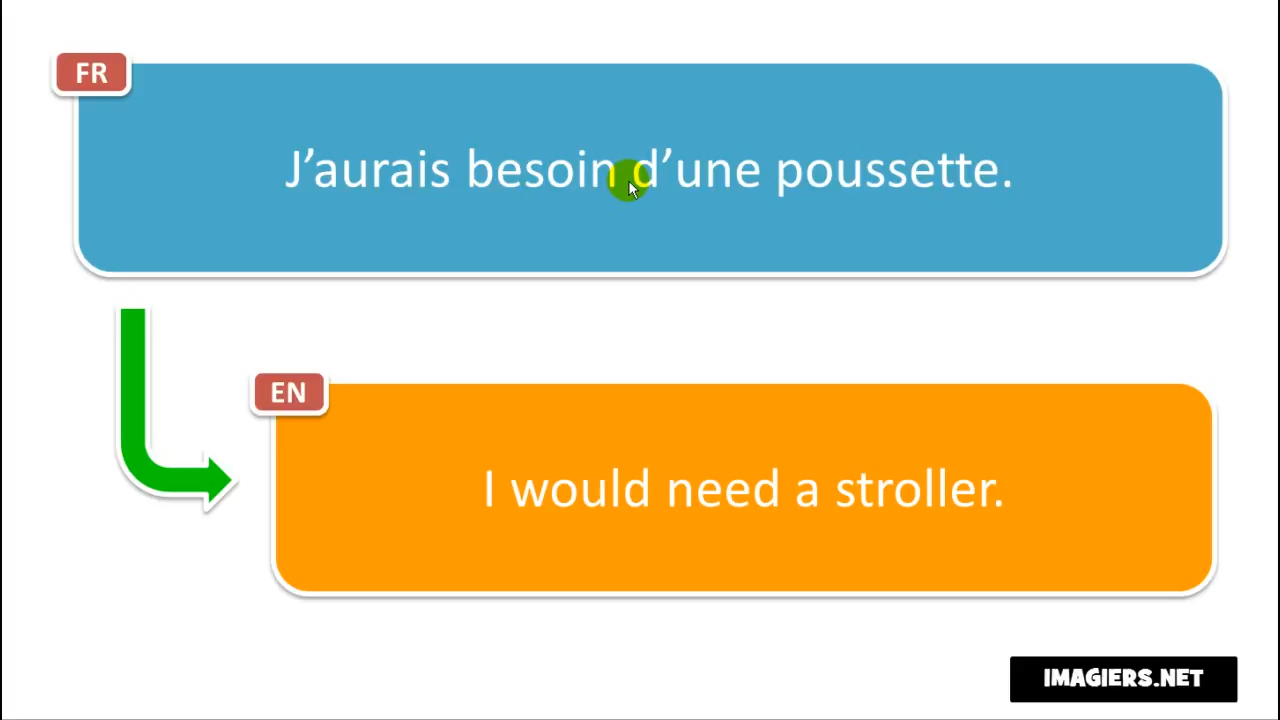 FR
J’aurais besoin d’une poussette.
EN
I would need a stroller.
IMAGIERS.NET